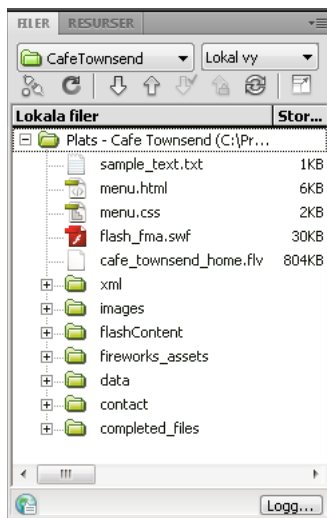 FILER RESURSER
CafeTownsend Lokal vy
Lokala filer Stor...
Plats - Cafe Townsend (C:\Pr...
sample_text.txt 1KB
menu.html 6KB
menu.css 2KB
flash_fma.swf 30KB
cafe_townsend_home.flv 804KB
xml
images
flashContent
fireworks_assets
data
contact
completed_files
Logg...